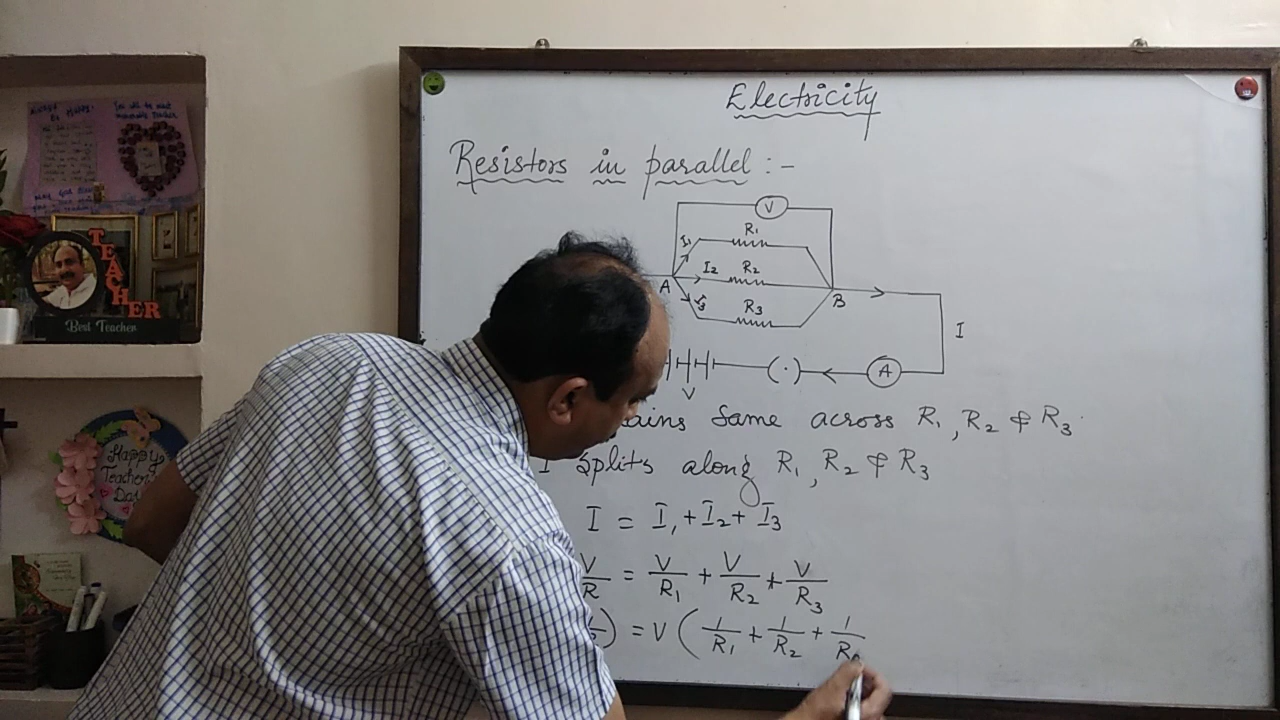 Electricity
Resistors in parallel :-
V
R₁
I₁
I₂ R₂
A
I₃
R₃
B
I
V
A
Same across R₁, R₂ & R₃.
I Splits along R₁, R₂ & R₃
I = I₁ + I₂ + I₃
V/R = V/R₁ + V/R₂ + V/R₃
) = V ( 1/R₁ + 1/R₂ + 1/R
TEACHER
Best Teacher
Happy
Teacher's
Day